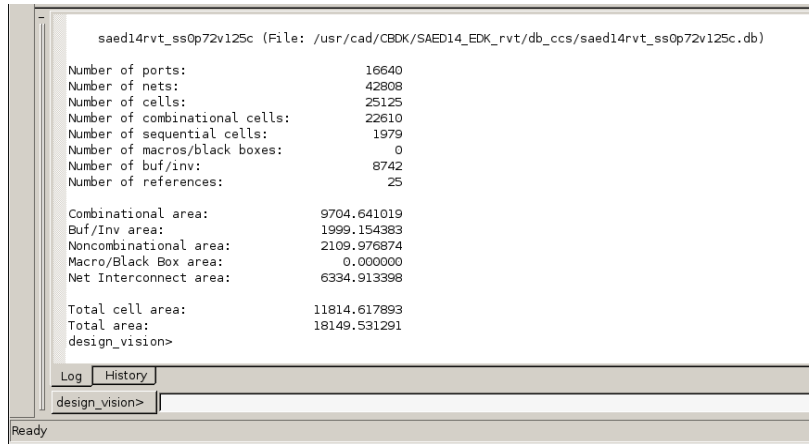 saed14rvt_ss0p72v125c (File: /usr/cad/CBDK/SAED14_EDK_rvt/db_ccs/saed14rvt_ss0p72v125c.db)
Number of ports: 16640
Number of nets: 42808
Number of cells: 25125
Number of combinational cells: 22610
Number of sequential cells: 1979
Number of macros/black boxes: 0
Number of buf/inv: 8742
Number of references: 25
Combinational area: 9704.641019
Buf/Inv area: 1999.154383
Noncombinational area: 2109.976874
Macro/Black Box area: 0.000000
Net Interconnect area: 6334.913398
Total cell area: 11814.617893
Total area: 18149.531291
design_vision>
Log History
design_vision>
Ready